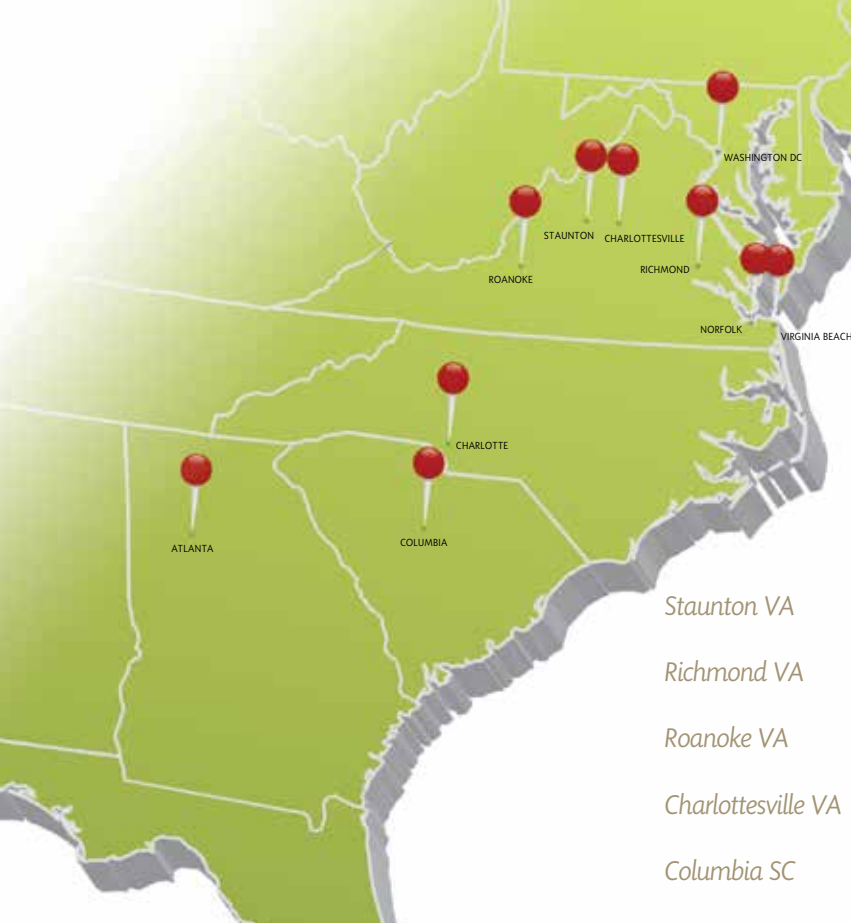 WASHINGTON DC
STAUNTON
CHARLOTTESVILLE
RICHMOND
ROANOKE
NORFOLK
VIRGINIA BEACH
CHARLOTTE
COLUMBIA
ATLANTA
Staunton VA
Richmond VA
Roanoke VA
Charlottesville VA
Columbia SC